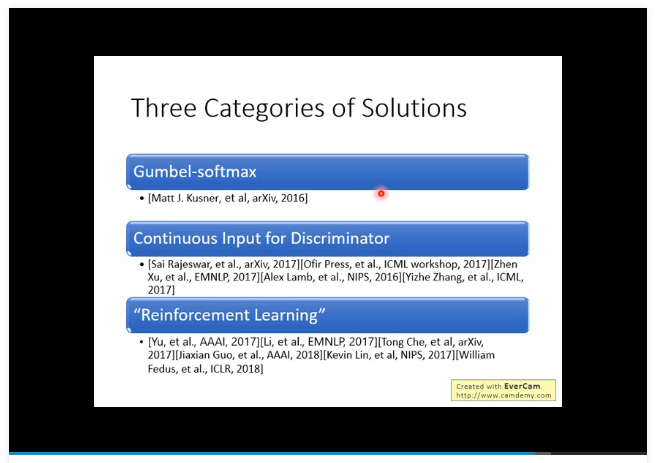 Three Categories of Solutions
Gumbel-softmax
• [Matt J. Kusner, et al, arXiv, 2016]
Continuous Input for Discriminator
• [Sai Rajeswar, et al., arXiv, 2017][Ofir Press, et al., ICML workshop, 2017][Zhen
Xu, et al., EMNLP, 2017][Alex Lamb, et al., NIPS, 2016][Yizhe Zhang, et al., ICML,
2017]
“Reinforcement Learning”
• [Yu, et al., AAAI, 2017][Li, et al., EMNLP, 2017][Tong Che, et al, arXiv,
2017][Jiaxian Guo, et al., AAAI, 2018][Kevin Lin, et al, NIPS, 2017][William
Fedus, et al., ICLR, 2018]
Created with EverCam.
http://www.camdemy.com